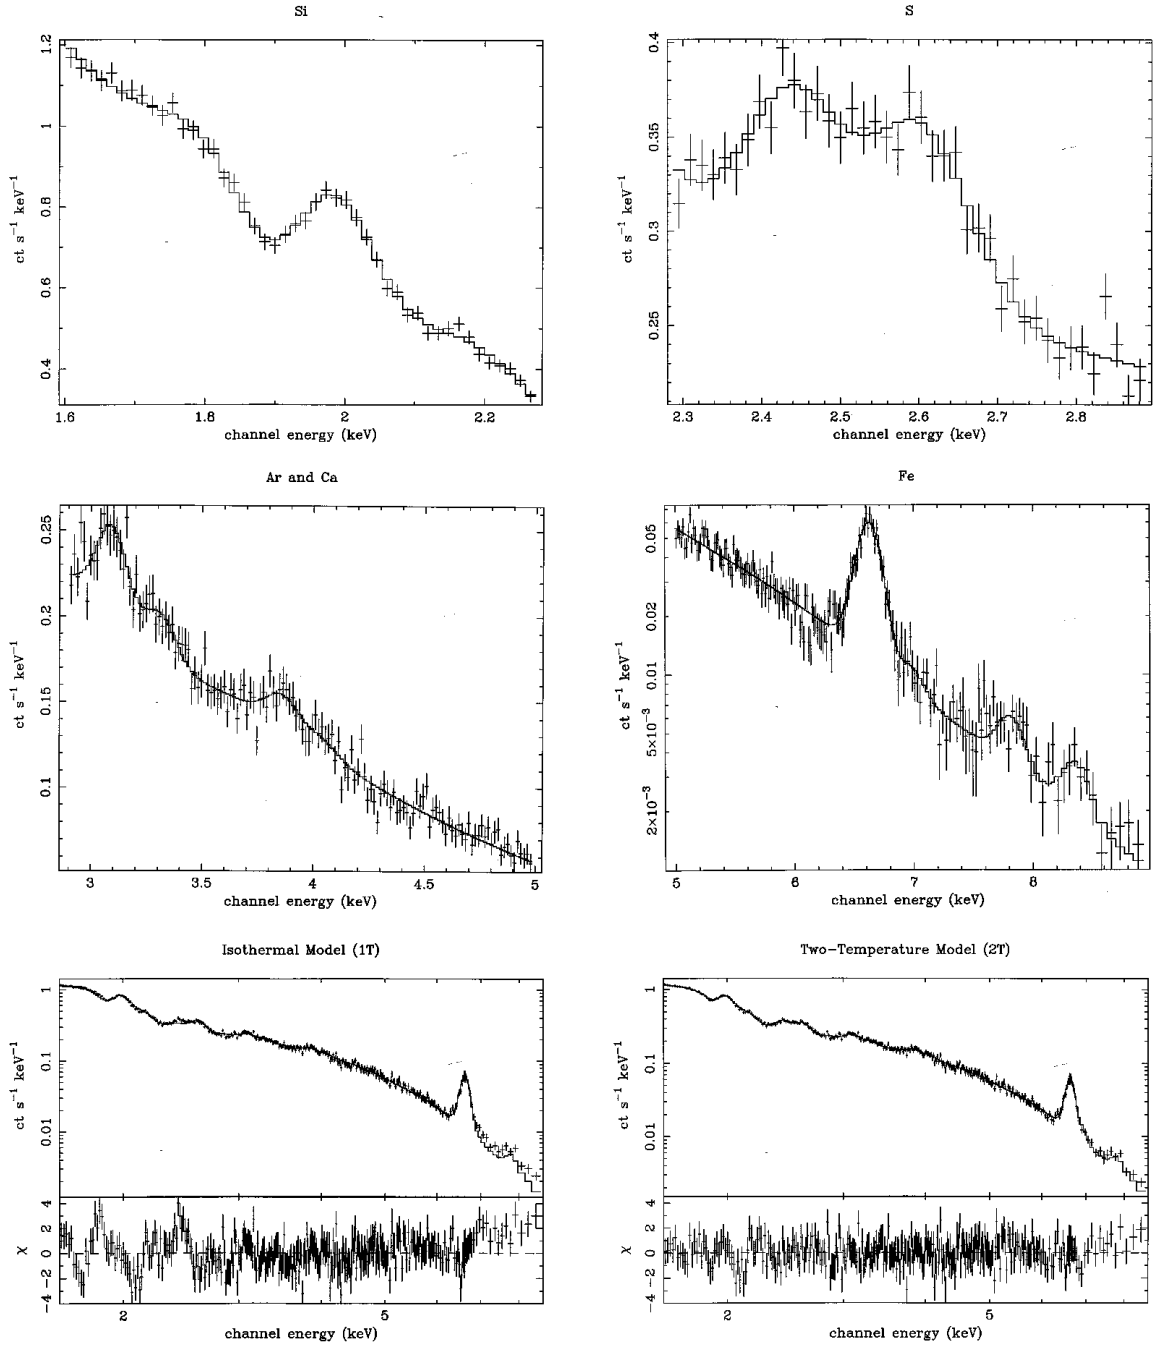 Si
S
1.2
1
0.8
0.6
0.4
ct s⁻¹ keV⁻¹
1.6
1.8
2
2.2
channel energy (keV)
0.4
0.35
0.3
0.25
ct s⁻¹ keV⁻¹
2.3
2.4
2.5
2.6
2.7
2.8
channel energy (keV)
Ar and Ca
Fe
0.25
0.2
0.15
0.1
ct s⁻¹ keV⁻¹
3
3.5
4
4.5
5
channel energy (keV)
0.05
0.02
0.01
5×10⁻³
2×10⁻³
ct s⁻¹ keV⁻¹
5
6
7
8
channel energy (keV)
Isothermal Model (1T)
Two-Temperature Model (2T)
1
0.1
0.01
ct s⁻¹ keV⁻¹
4
2
0
−2
−4
χ
2
5
channel energy (keV)
1
0.1
0.01
ct s⁻¹ keV⁻¹
4
2
0
−2
−4
χ
2
5
channel energy (keV)